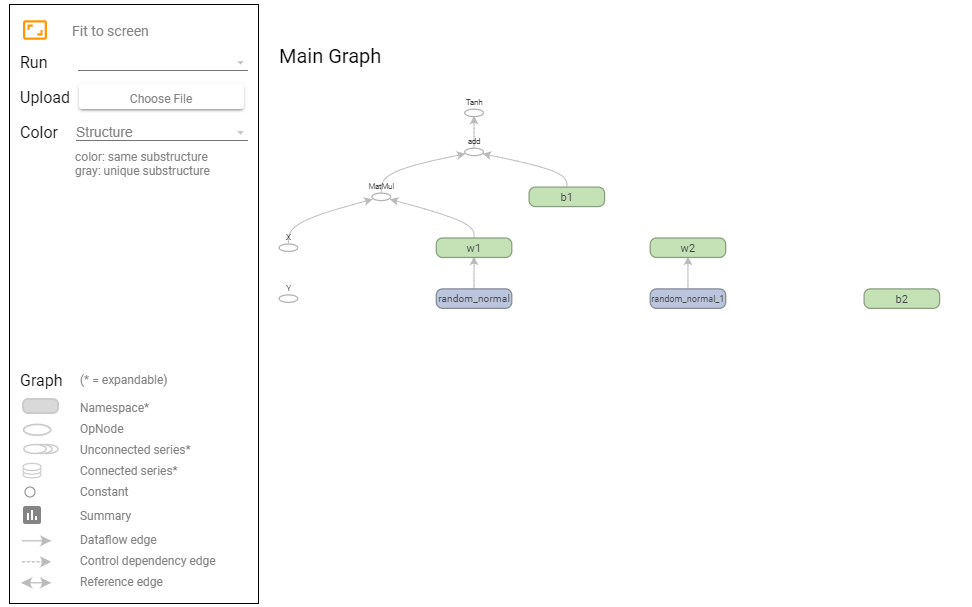 Fit to screen
Run
Upload
Choose File
Color
Structure
color: same substructure
gray: unique substructure
Main Graph
Tanh
add
MatMul
b1
X
w1
w2
Y
random_normal
random_normal_1
b2
Graph
(* = expandable)
Namespace*
OpNode
Unconnected series*
Connected series*
Constant
Summary
Dataflow edge
Control dependency edge
Reference edge